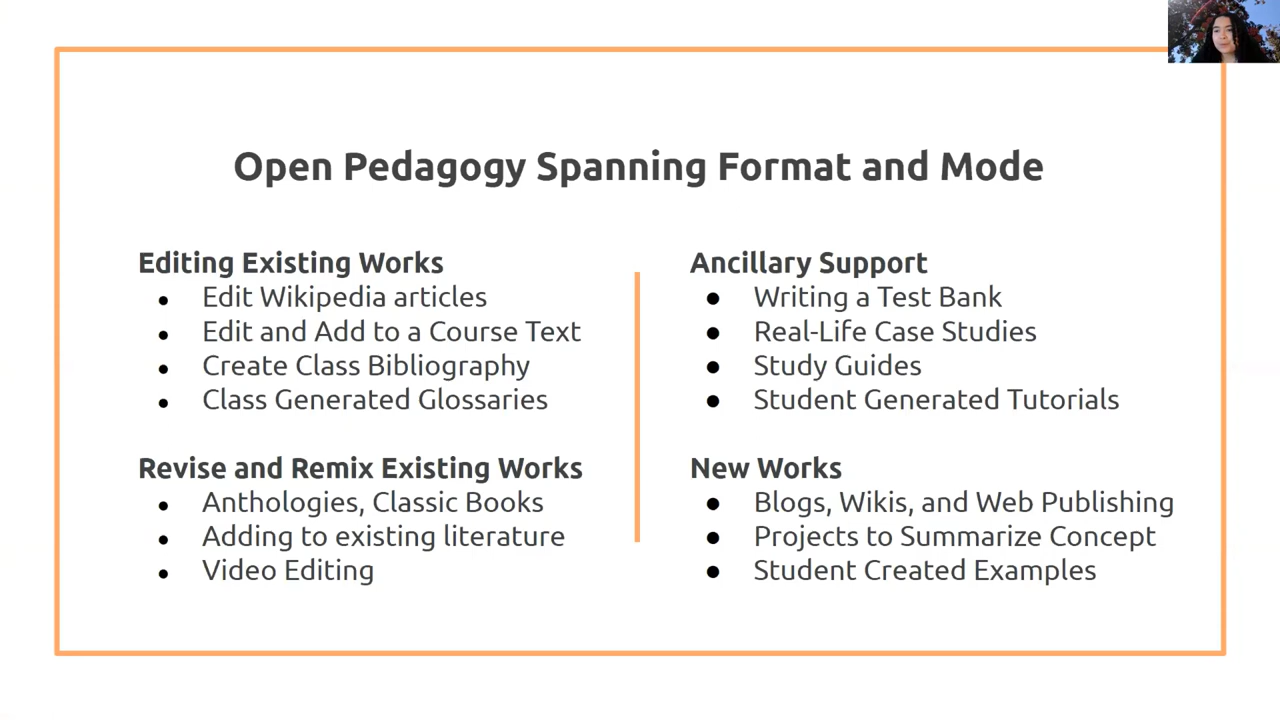 Open Pedagogy Spanning Format and Mode
Editing Existing Works
● Edit Wikipedia articles
● Edit and Add to a Course Text
● Create Class Bibliography
● Class Generated Glossaries
Revise and Remix Existing Works
● Anthologies, Classic Books
● Adding to existing literature
● Video Editing
Ancillary Support
● Writing a Test Bank
● Real-Life Case Studies
● Study Guides
● Student Generated Tutorials
New Works
● Blogs, Wikis, and Web Publishing
● Projects to Summarize Concept
● Student Created Examples